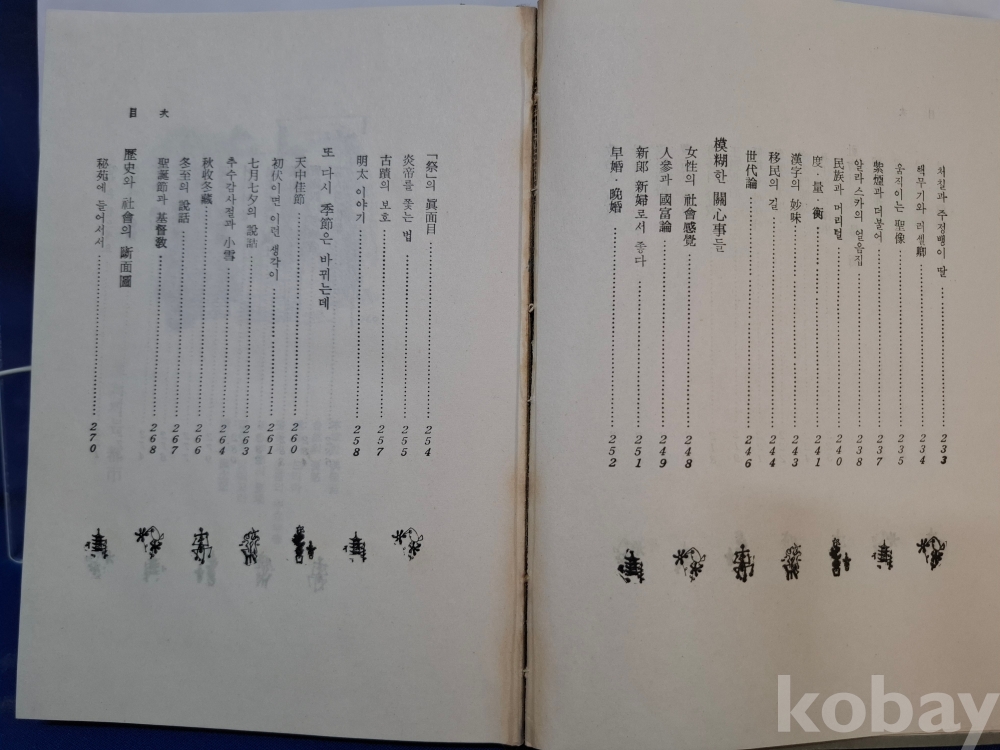 처칠과 주정뱅이 딸 233
백무기와 러셀卿 234
움직이는 聖像 235
紫煙과 더불어 237
알라스카의 얼음집 238
民族과 머리털 240
度·量·衡 241
漢字의 妙味 243
移民의 길 244
世代論 246
模糊한 關心事들
女性의 社會感覺 248
人參과 國富論 249
新郞 新婦로서 좋다 251
早婚·晩婚 252
目 次
「祭」의 眞面目 254
炎帝를 쫓는 법 255
古蹟의 보호 257
明太 이야기 258
또 다시 季節은 바뀌는데
天中佳節 260
初伏이면 이런 생각이 261
七月七夕의 說話 263
추수감사절과 小雪 264
秋收冬藏 266
冬至의 說話 267
聖誕節과 基督敎 268
歷史와 社會의 斷面圖
秘苑에 들어서서 270
kobay